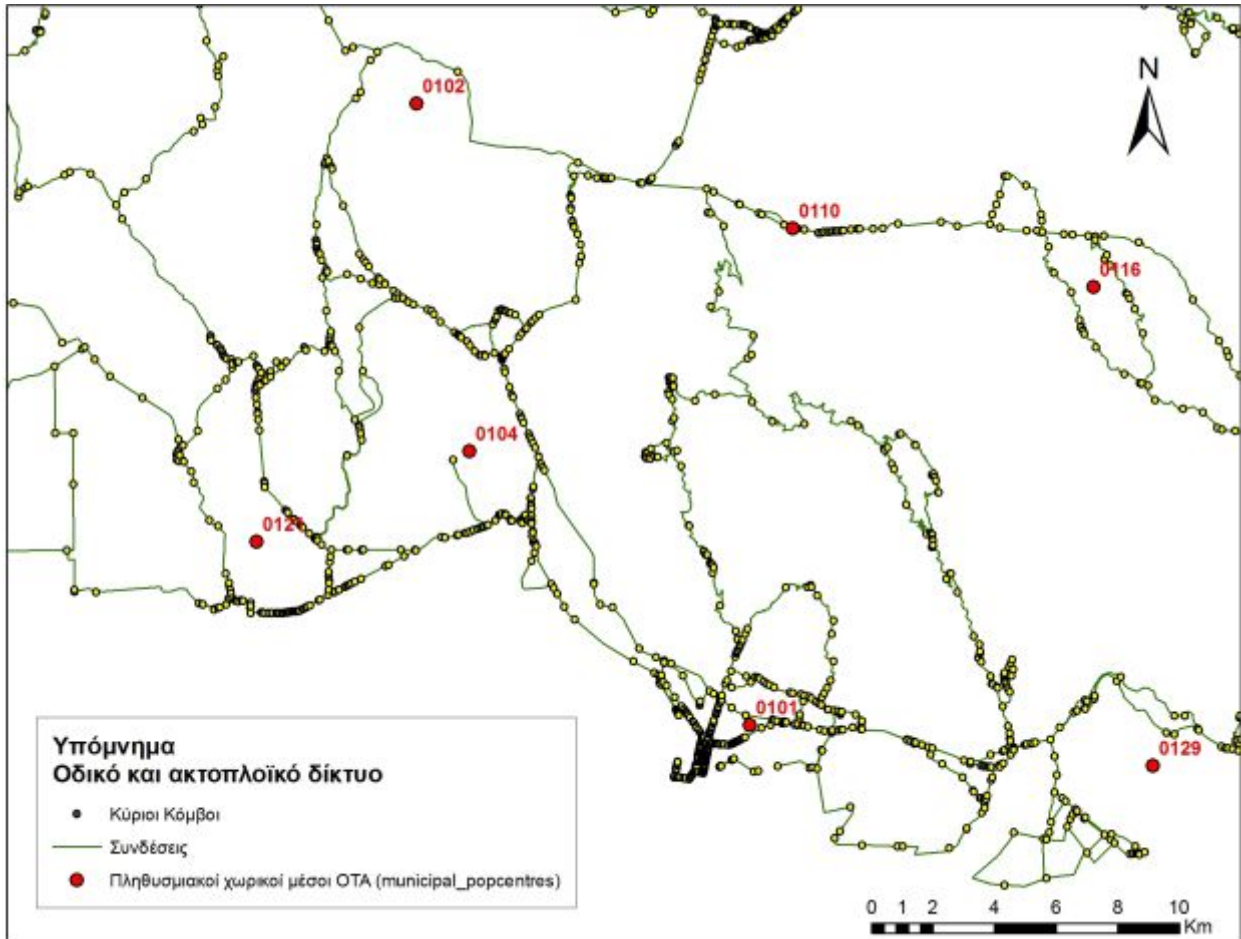 0102
N
0110
0116
0104
0101
0129
Υπόμνημα
Οδικό και ακτοπλοϊκό δίκτυο
Κύριοι Κόμβοι
Συνδέσεις
Πληθυσμιακοί χωρικοί μέσοι ΟΤΑ (municipal_popcentres)
0 1 2 4 6 8 10
Km